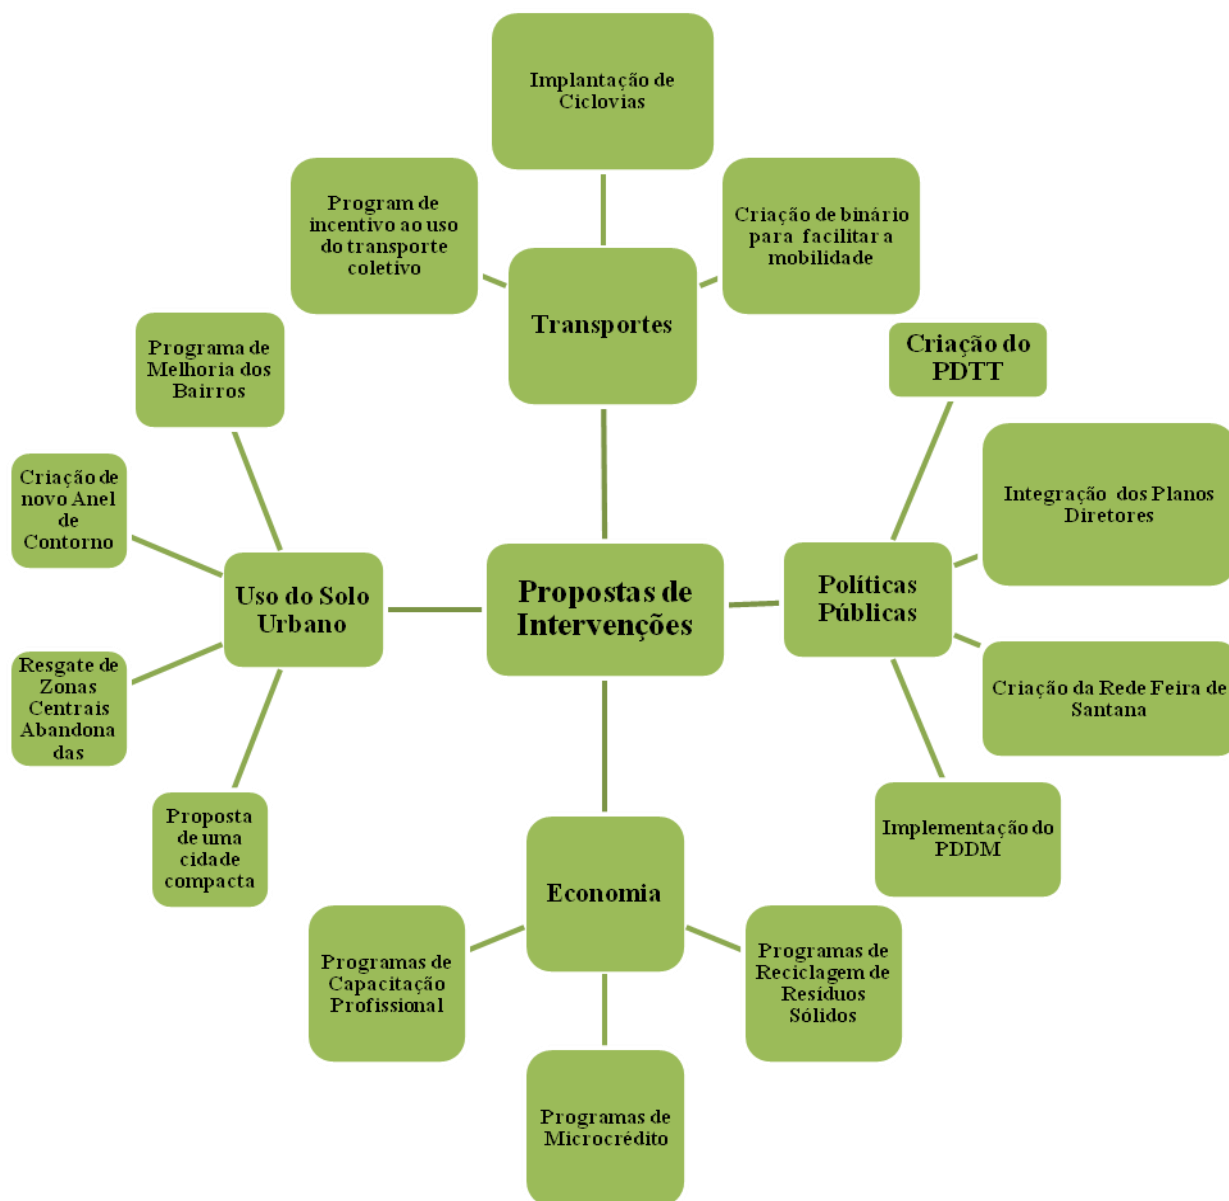 Implantação de
Ciclovias
Program de
incentivo ao uso
do transporte
coletivo
Criação de binário
para facilitar a
mobilidade
Transportes
Programa de
Melhoria dos
Bairros
Criação do
PDTT
Criação de
novo Anel
de
Contorno
Integração dos Planos
Diretores
Uso do Solo
Urbano
Propostas de
Intervenções
Políticas
Públicas
Resgate de
Zonas
Centrais
Abandona
das
Criação da Rede Feira de
Santana
Proposta
de uma
cidade
compacta
Implementação do
PDDM
Economia
Programas de
Capacitação
Profissional
Programas de
Reciclagem de
Resíduos
Sólidos
Programas de
Microcrédito